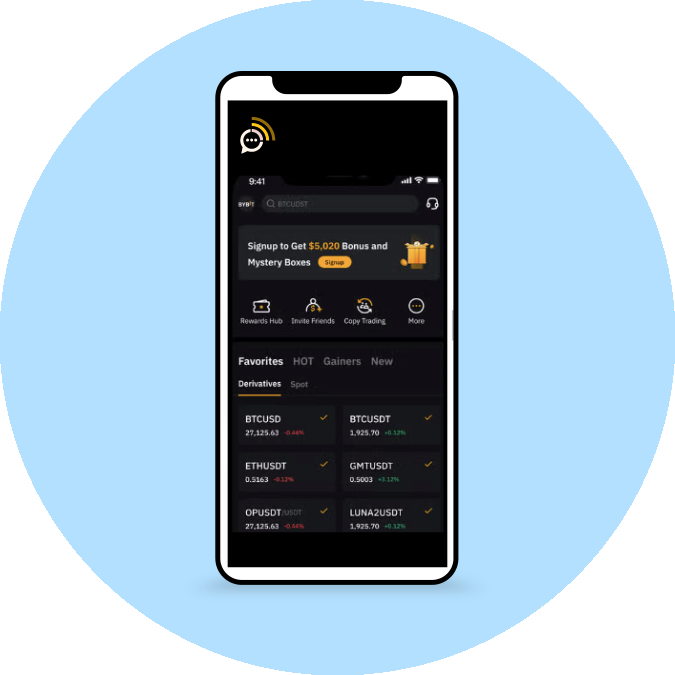 9:41
BYBIT
BTCUDST
Signup to Get $5,020 Bonus and
Mystery Boxes Signup
Rewards Hub Invite Friends Copy Trading More
Favorites HOT Gainers New
Derivatives Spot
BTCUSD BTCUSDT
27,125.63 -0.44% 1,925.70 +0.12%
ETHUSDT GMTUSDT
0.5163 -0.12% 0.5003 +3.12%
OPUSDT/USDT LUNA2USDT
27,125.63 -0.44% 1,925.70 +0.12%